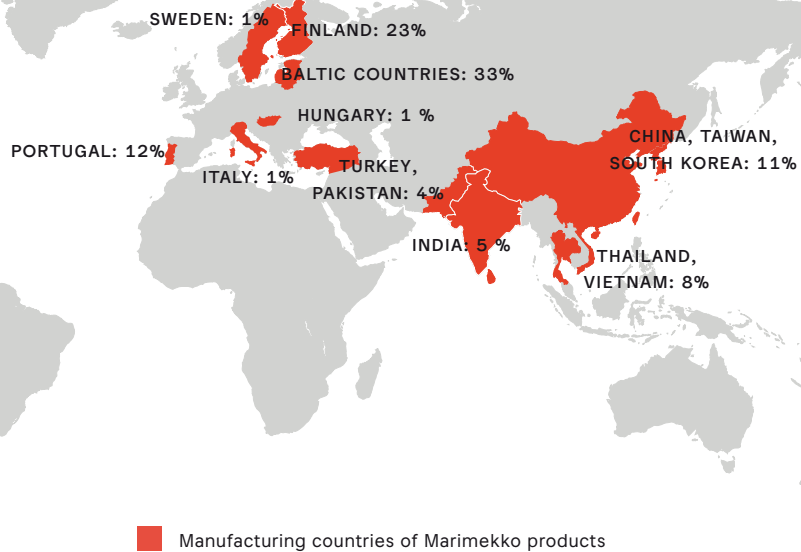 SWEDEN: 1%
FINLAND: 23%
BALTIC COUNTRIES: 33%
HUNGARY: 1 %
PORTUGAL: 12%
ITALY: 1%
TURKEY,
PAKISTAN: 4%
CHINA, TAIWAN,
SOUTH KOREA: 11%
INDIA: 5 %
THAILAND,
VIETNAM: 8%
Manufacturing countries of Marimekko products